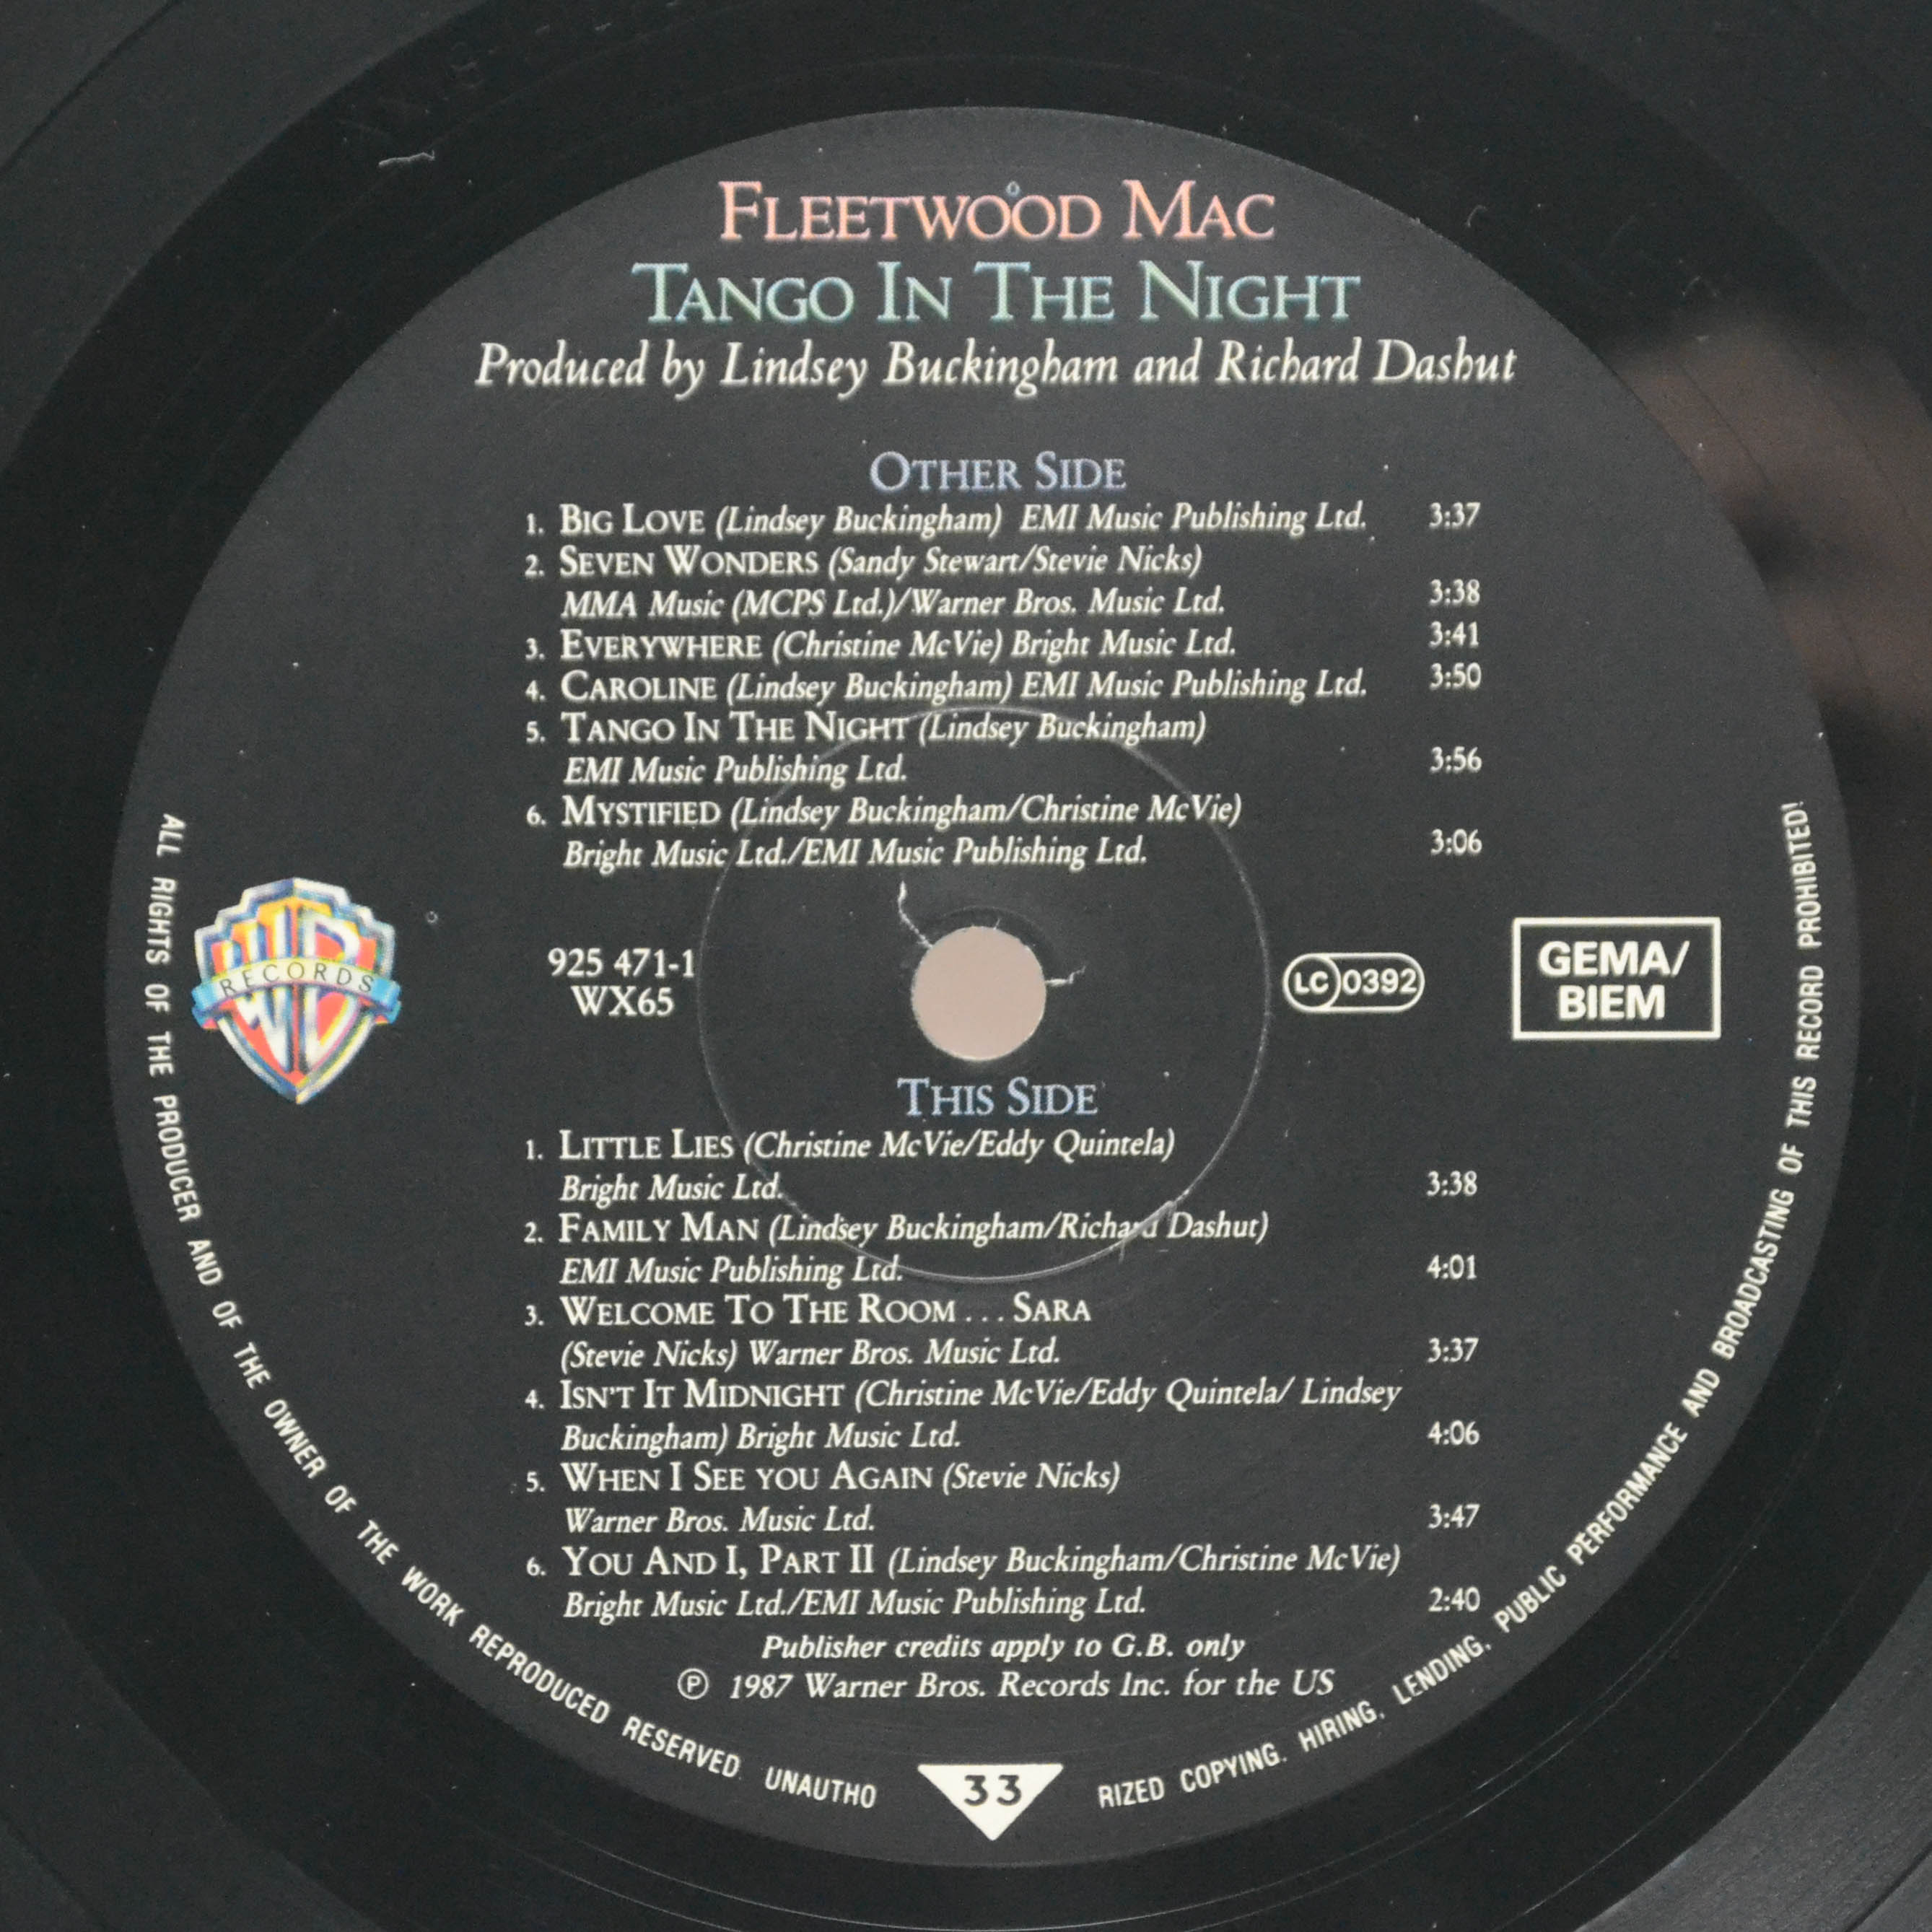 FLEETWOOD MAC
TANGO IN THE NIGHT
Produced by Lindsey Buckingham and Richard Dashut
OTHER SIDE
1. BIG LOVE (Lindsey Buckingham) EMI Music Publishing Ltd. 3:37
2. SEVEN WONDERS (Sandy Stewart/Stevie Nicks)
MMA Music (MCPS Ltd.)/Warner Bros. Music Ltd. 3:38
3. EVERYWHERE (Christine McVie) Bright Music Ltd. 3:41
4. CAROLINE (Lindsey Buckingham) EMI Music Publishing Ltd. 3:50
5. TANGO IN THE NIGHT (Lindsey Buckingham)
EMI Music Publishing Ltd. 3:56
6. MYSTIFIED (Lindsey Buckingham/Christine McVie)
Bright Music Ltd./EMI Music Publishing Ltd. 3:06
WB
RECORDS
925 471-1
WX65
LC 0392
GEMA/
BIEM
THIS SIDE
1. LITTLE LIES (Christine McVie/Eddy Quintela)
Bright Music Ltd. 3:38
2. FAMILY MAN (Lindsey Buckingham/Richard Dashut)
EMI Music Publishing Ltd. 4:01
3. WELCOME TO THE ROOM... SARA
(Stevie Nicks) Warner Bros. Music Ltd. 3:37
4. ISN'T IT MIDNIGHT (Christine McVie/Eddy Quintela/ Lindsey
Buckingham) Bright Music Ltd. 4:06
5. WHEN I SEE YOU AGAIN (Stevie Nicks)
Warner Bros. Music Ltd. 3:47
6. YOU AND I, PART II (Lindsey Buckingham/Christine McVie)
Bright Music Ltd./EMI Music Publishing Ltd. 2:40
Publisher credits apply to G.B. only
Ⓟ 1987 Warner Bros. Records Inc. for the US
ALL RIGHTS OF THE PRODUCER AND OF THE OWNER OF THE WORK REPRODUCED RESERVED. UNAUTHO
33
RIZED COPYING. HIRING, LENDING, PUBLIC PERFORMANCE AND BROADCASTING OF THIS RECORD PROHIBITED!